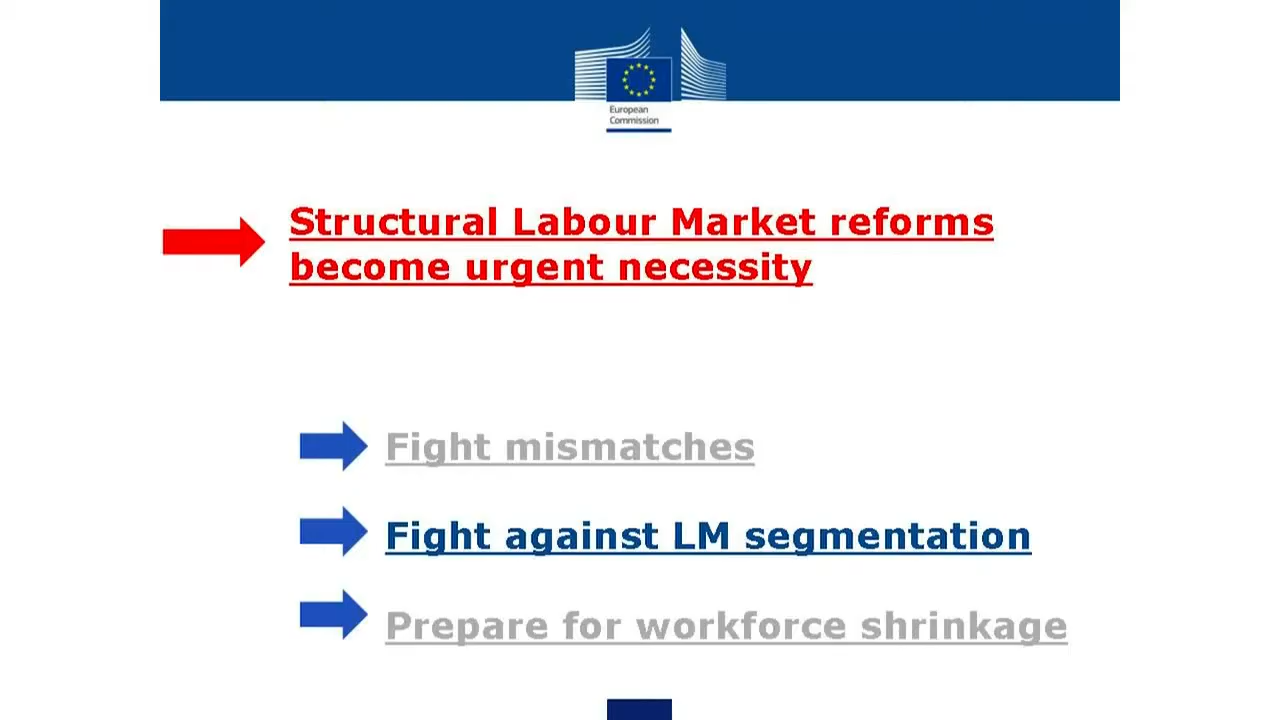 European
Commission
Structural Labour Market reforms
become urgent necessity
Fight mismatches
Fight against LM segmentation
Prepare for workforce shrinkage